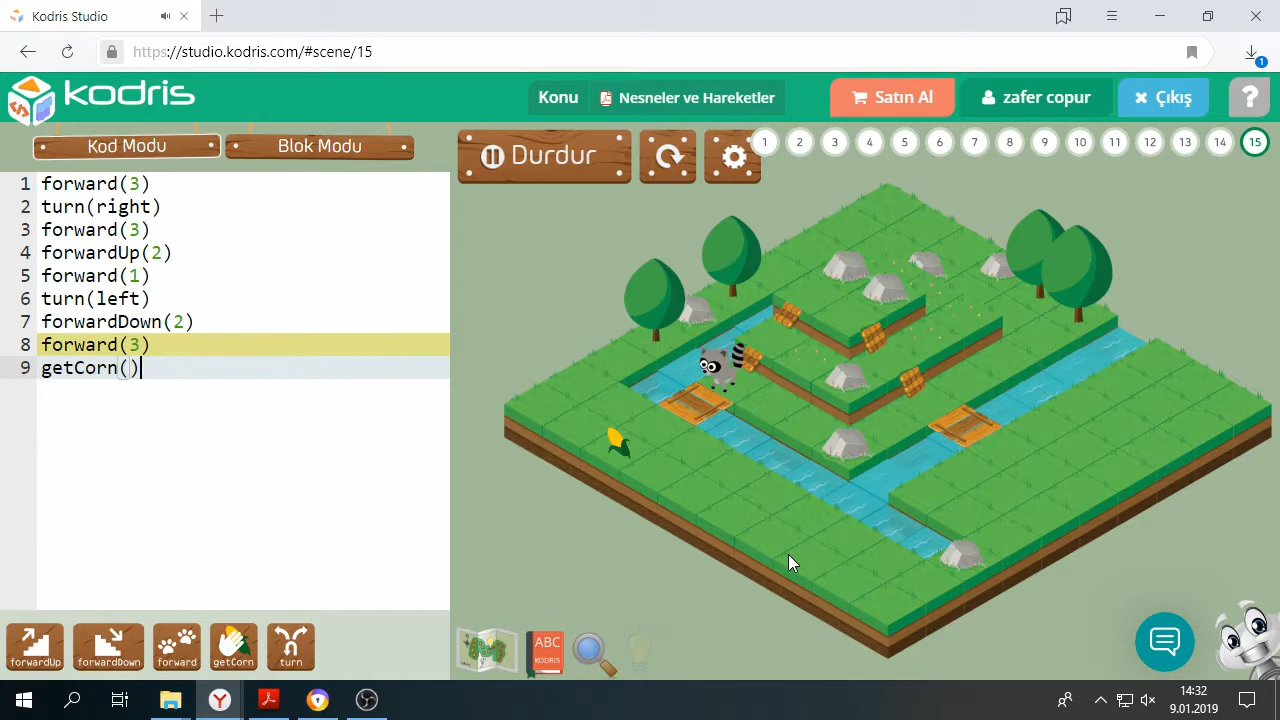 Kodris Studio
https://studio.kodris.com/#scene/15
1
kodris
Konu
Nesneler ve Hareketler
Satın Al
zafer copur
Çıkış
?
Kod Modu
Blok Modu
Durdur
1 2 3 4 5 6 7 8 9 10 11 12 13 14 15
1 forward(3)
2 turn(right)
3 forward(3)
4 forwardUp(2)
5 forward(1)
6 turn(left)
7 forwardDown(2)
8 forward(3)
9 getCorn()
forwardUp
forwardDown
forward
getCorn
turn
ABC
KODRIS
14:32
9.01.2019